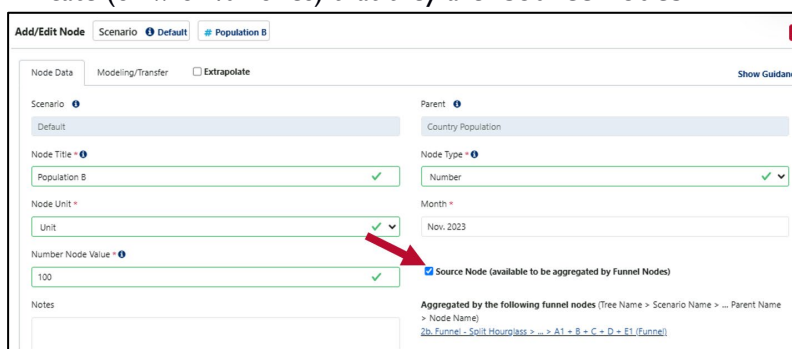 Add/Edit Node Scenario Default # Population B
Node Data Modeling/Transfer Extrapolate Show Guidan
Scenario Parent
Default Country Population
Node Title * Node Type *
Population B Number
Node Unit * Month *
Unit Nov. 2023
Number Node Value *
100 Source Node (available to be aggregated by Funnel Nodes)
Notes Aggregated by the following funnel nodes (Tree Name > Scenario Name > ... Parent Name
> Node Name)
2b. Funnel - Split Hourglass > ... > A1 + B + C + D + E1 (Funnel)